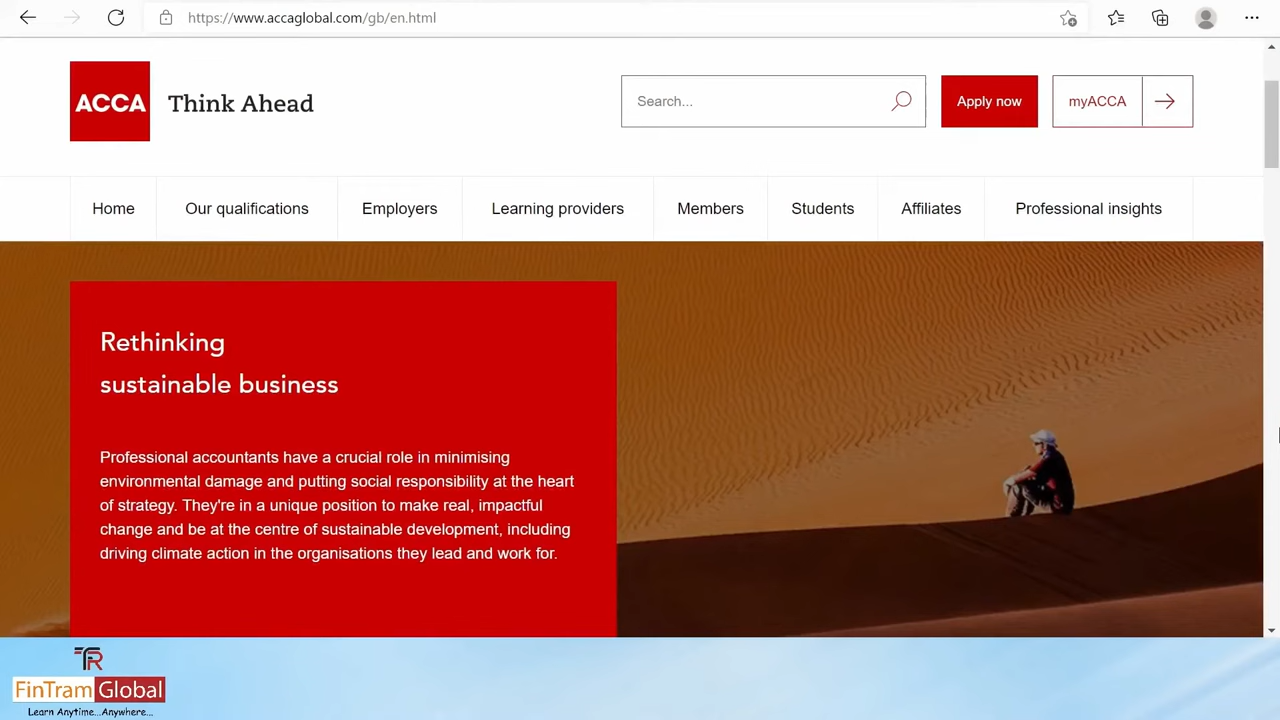 https://www.accaglobal.com/gb/en.html
ACCA
Think Ahead
Search...
Apply now
myACCA
Home
Our qualifications
Employers
Learning providers
Members
Students
Affiliates
Professional insights
Rethinking
sustainable business
Professional accountants have a crucial role in minimising
environmental damage and putting social responsibility at the heart
of strategy. They're in a unique position to make real, impactful
change and be at the centre of sustainable development, including
driving climate action in the organisations they lead and work for.
FinTram Global
Learn Anytime...Anywhere...